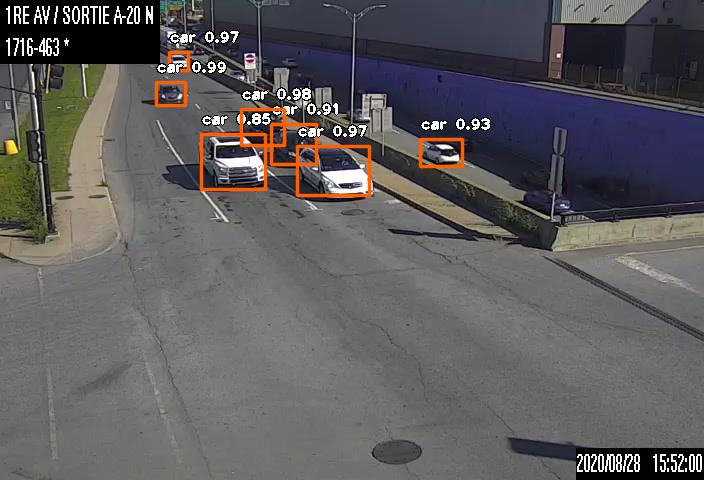 1RE AV / SORTIE A-20 N
1716-463 *
car 0.97
car 0.99
car 0.98
car 0.91
car 0.85
car 0.97
car 0.93
2020/08/28 15:52:00